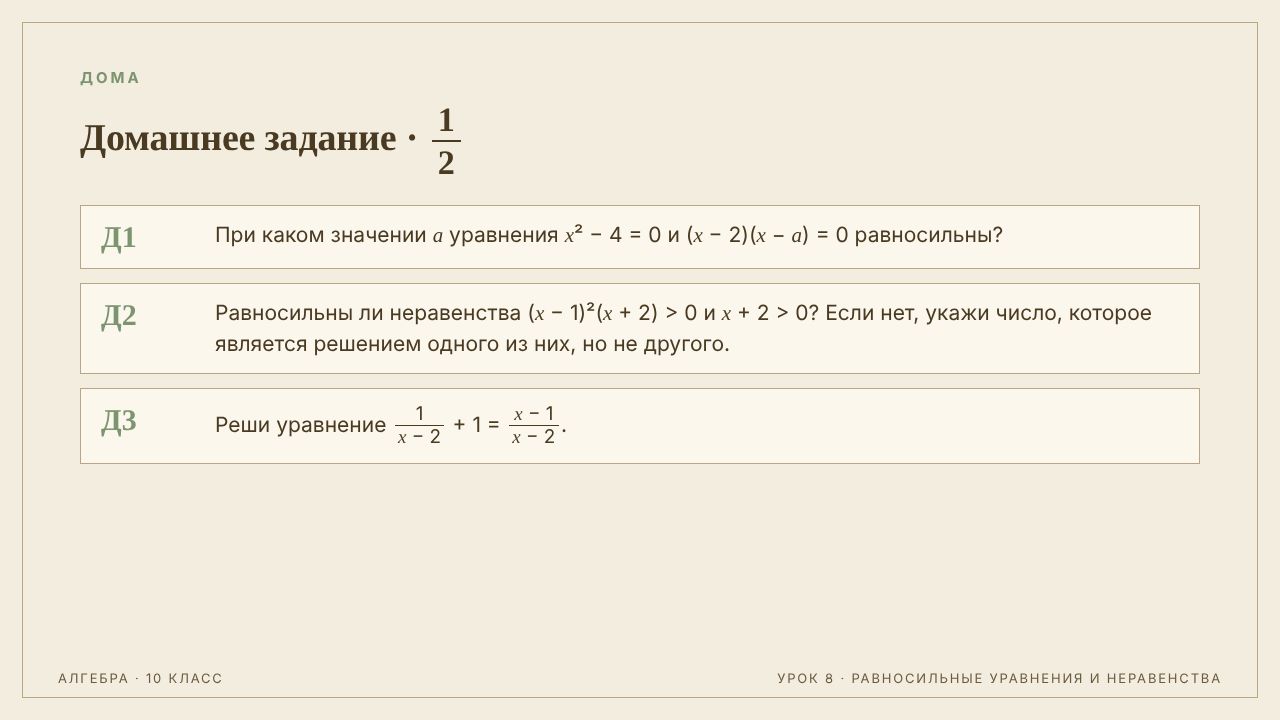 ДОМА
Домашнее задание · 1/2
Д1 При каком значении a уравнения x² − 4 = 0 и (x − 2)(x − a) = 0 равносильны?
Д2 Равносильны ли неравенства (x − 1)²(x + 2) > 0 и x + 2 > 0? Если нет, укажи число, которое
является решением одного из них, но не другого.
Д3 Реши уравнение 1/(x − 2) + 1 = (x − 1)/(x − 2).
АЛГЕБРА · 10 КЛАСС
УРОК 8 · РАВНОСИЛЬНЫЕ УРАВНЕНИЯ И НЕРАВЕНСТВА